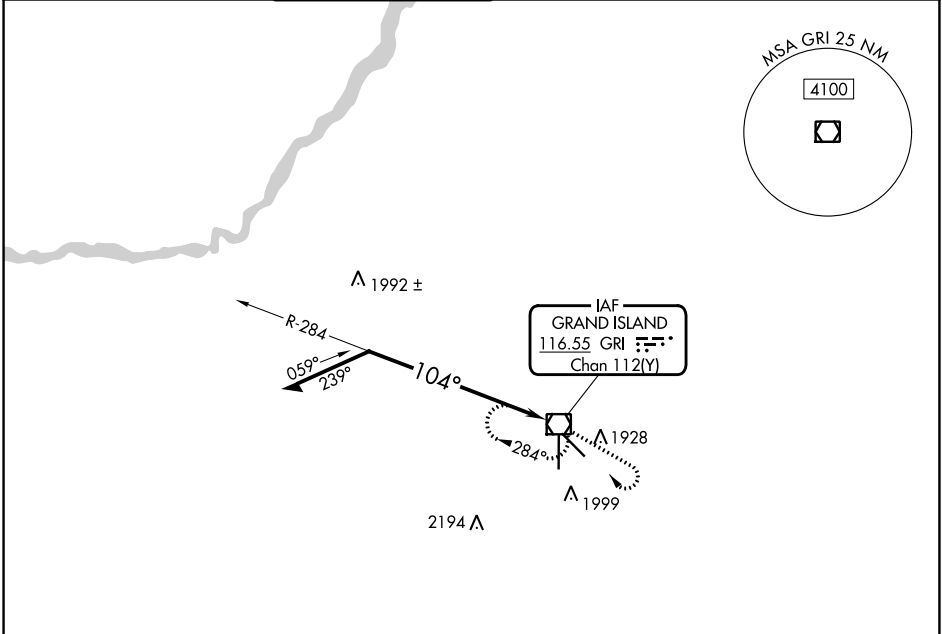 MSA GRI 25 NM
4100
1992 ±
R-284
IAF
GRAND ISLAND
116.55 GRI
Chan 112(Y)
059°
239°
104°
284°
1928
1999
2194